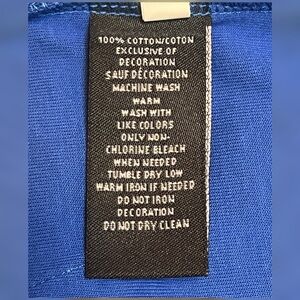 100% COTTON/COTON
EXCLUSIVE OF
DECORATION
SAUF DÉCORATION
MACHINE WASH
WARM
WASH WITH
LIKE COLORS
ONLY NON-
CHLORINE BLEACH
WHEN NEEDED
TUMBLE DRY LOW
WARM IRON IF NEEDED
DO NOT IRON
DECORATION
DO NOT DRY CLEAN